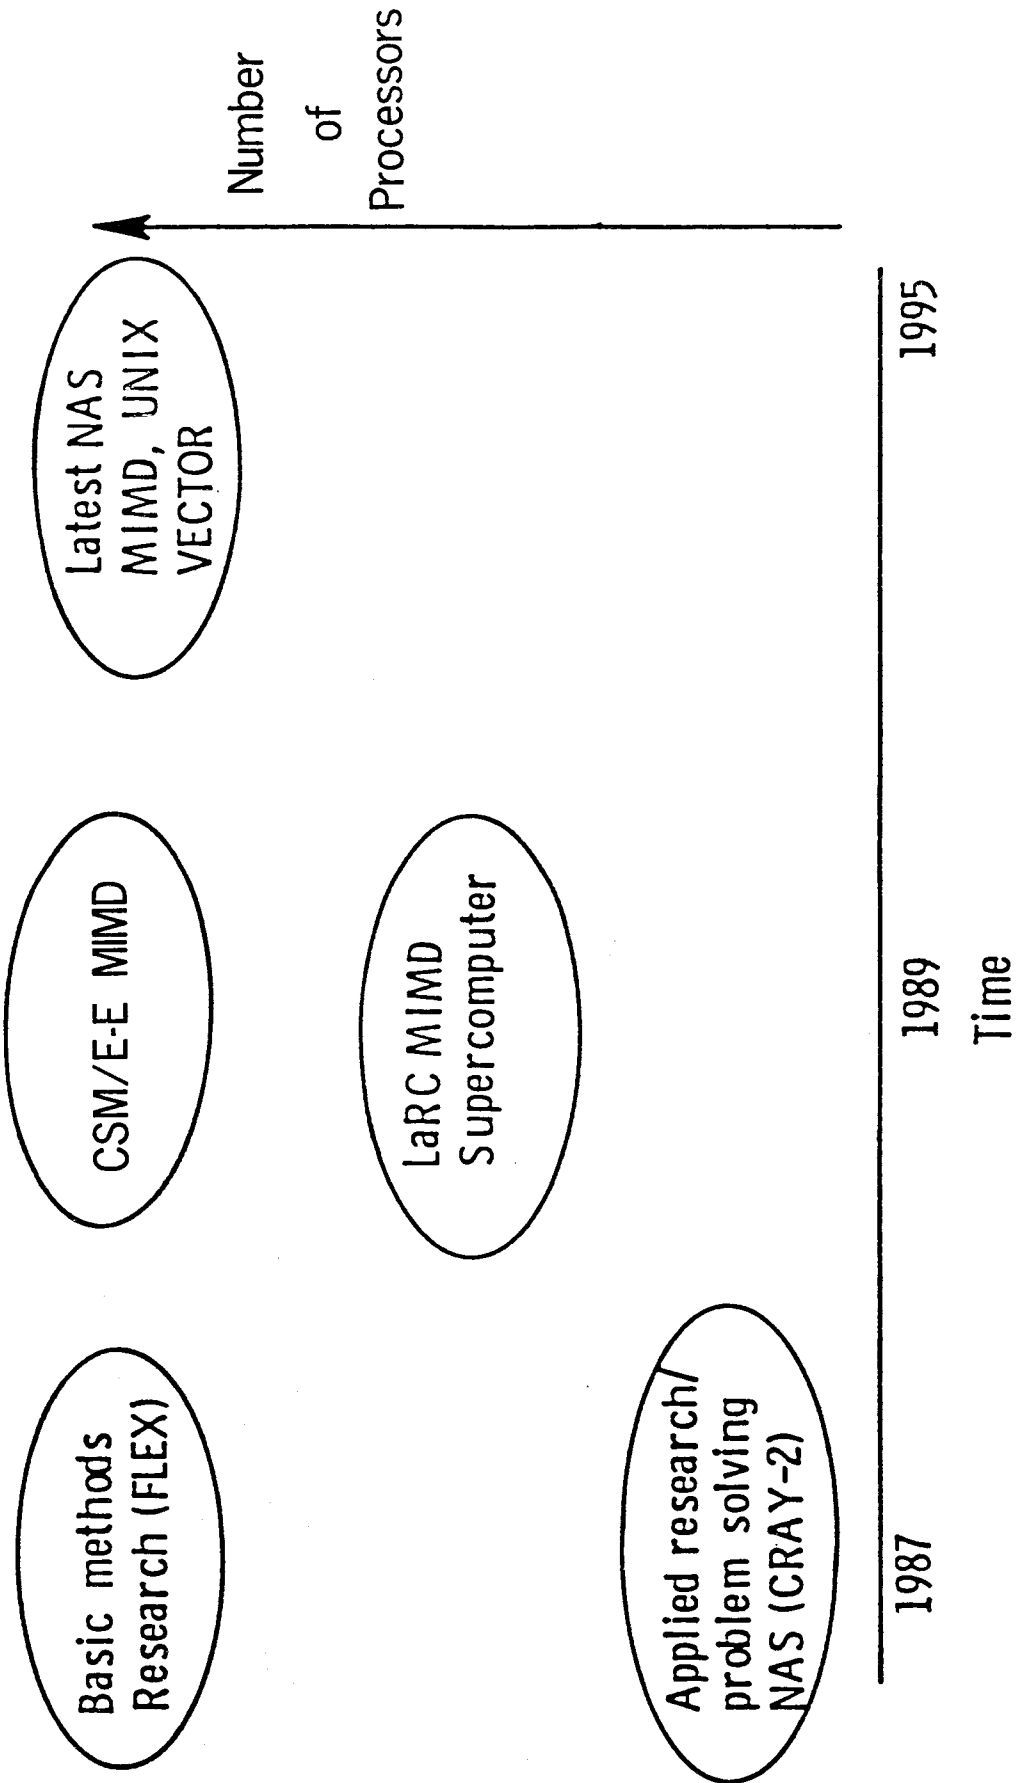 Basic methods
Research (FLEX)
CSM/E-E MIMD
Latest NAS
MIMD, UNIX
VECTOR
Number
of
Processors
LaRC MIMD
Supercomputer
Applied research/
problem solving
NAS (CRAY-2)
1987
1989
1995
Time